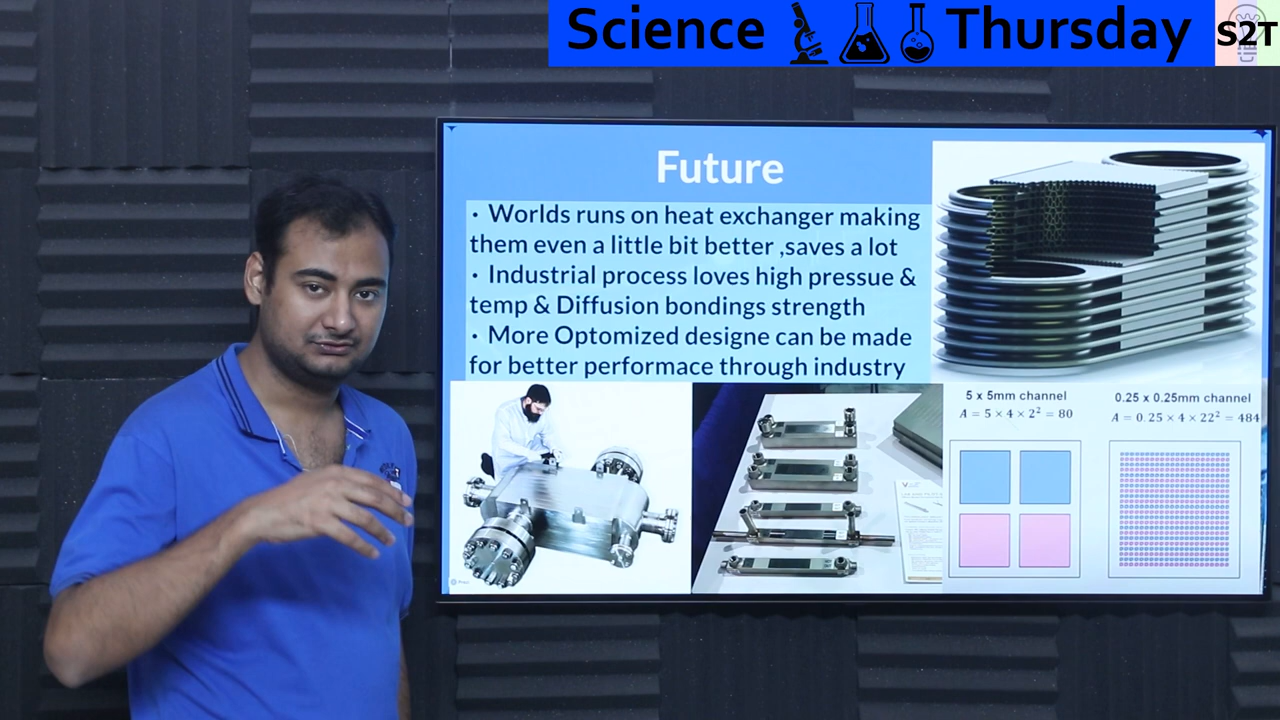 Science Thursday
S2T
Future
· Worlds runs on heat exchanger making
them even a little bit better ,saves a lot
· Industrial process loves high pressue &
temp & Diffusion bondings strength
· More Optomized designe can be made
for better performace through industry
5 x 5mm channel
A = 5 × 4 × 2² = 80
0.25 x 0.25mm channel
A = 0.25 × 4 × 22² = 484